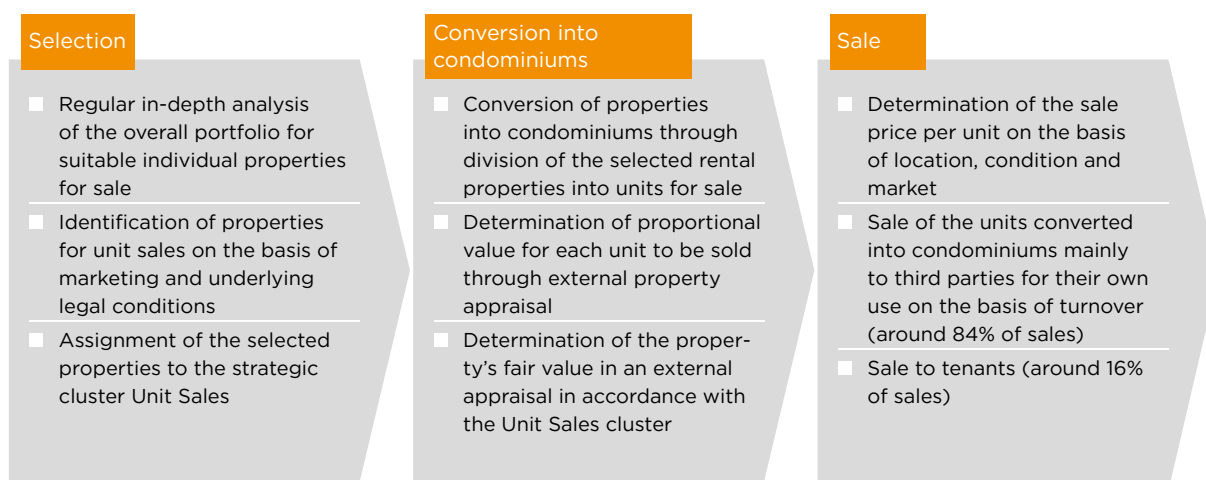 Selection
Regular in-depth analysis
of the overall portfolio for
suitable individual properties
for sale
Identification of properties
for unit sales on the basis of
marketing and underlying
legal conditions
Assignment of the selected
properties to the strategic
cluster Unit Sales
Conversion into
condominiums
Conversion of properties
into condominiums through
division of the selected rental
properties into units for sale
Determination of proportional
value for each unit to be sold
through external property
appraisal
Determination of the proper-
ty’s fair value in an external
appraisal in accordance with
the Unit Sales cluster
Sale
Determination of the sale
price per unit on the basis
of location, condition and
market
Sale of the units converted
into condominiums mainly
to third parties for their own
use on the basis of turnover
(around 84% of sales)
Sale to tenants (around 16%
of sales)